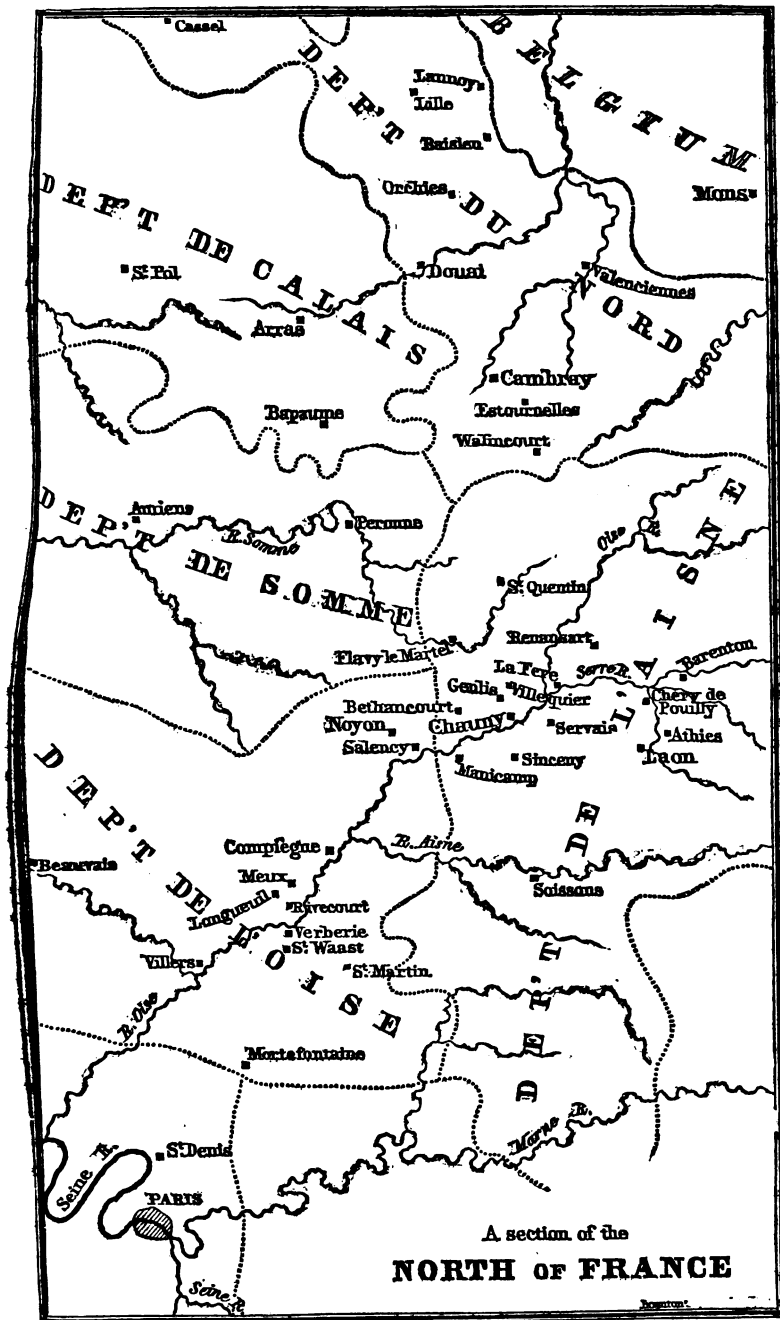 Cassel
BELGIUM
DEP'T DU NORD
Lannoy
Lille
Baisieu
Orchies
Mons
DEP'T DE CALAIS
St. Pol
Douai
Valenciennes
Arras
Cambray
Estournelles
Bapaume
Walincourt
DEP'T DE SOMME
Amiens
R. Somme
Peronne
Oise R.
DEP'T DE L'AISNE
St. Quentin
Renansart
Flavy le Martel
La Fere
Serre R.
Barenton
Genlis
Villequier
Chery de
Pouilly
Bethancourt
Noyon
Chauny
Servais
Athies
Salency
Laon
Sinceny
Manicamp
DEP'T DE L'OISE
Compiegne
R. Aisne
Beauvais
Meux
Soissons
Longueuil
Rivecourt
Verberie
St. Waast
Villers
St. Martin
R. Oise
Mortefontaine
Marne R.
Seine R.
St. Denis
PARIS
A section of the
NORTH OF FRANCE
Seine R.